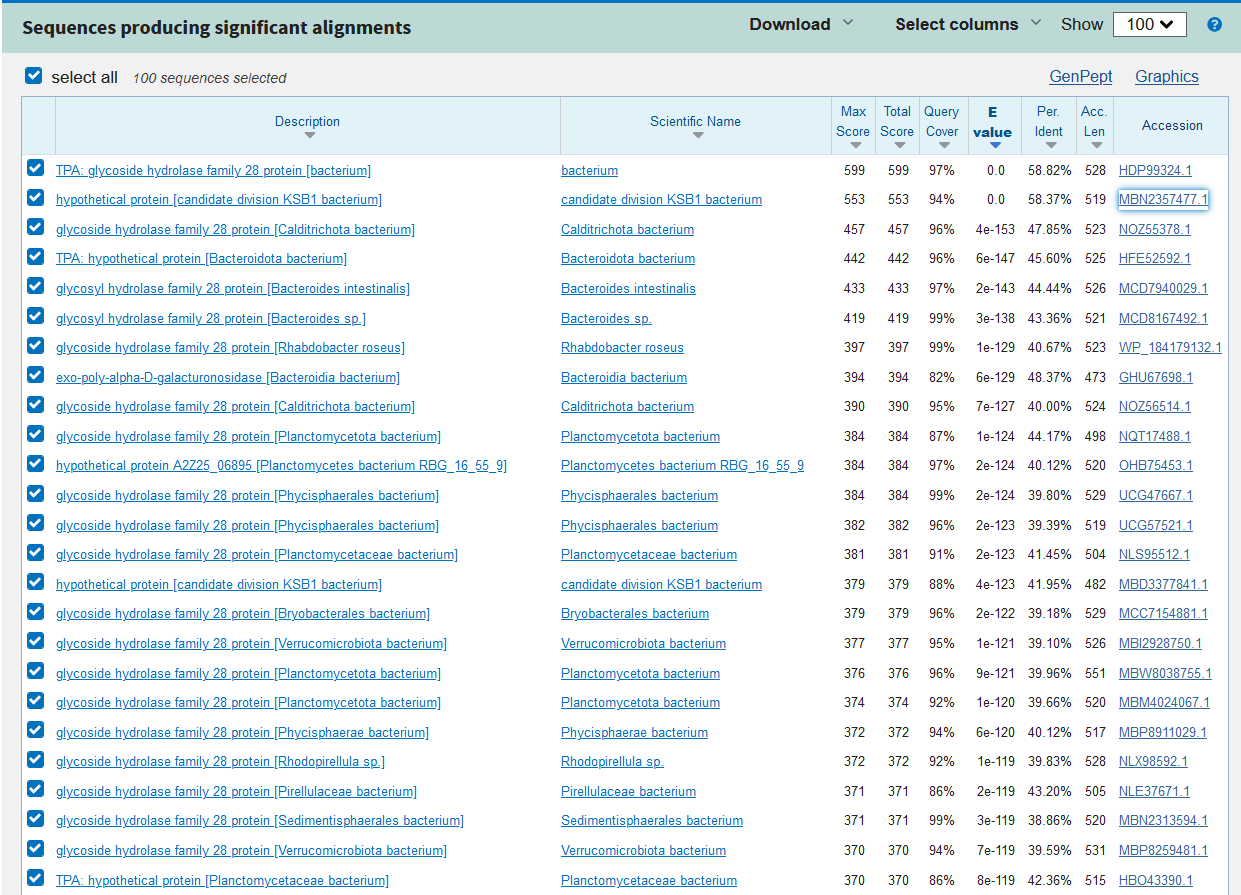 Sequences producing significant alignments Download Select columns Show 100 ?
select all 100 sequences selected GenPept Graphics
Description Scientific Name Max Score Total Score Query Cover E value Per. Ident Acc. Len Accession
TPA: glycoside hydrolase family 28 protein [bacterium] bacterium 599 599 97% 0.0 58.82% 528 HDP99324.1
hypothetical protein [candidate division KSB1 bacterium] candidate division KSB1 bacterium 553 553 94% 0.0 58.37% 519 MBN2357477.1
glycoside hydrolase family 28 protein [Calditrichota bacterium] Calditrichota bacterium 457 457 96% 4e-153 47.85% 523 NOZ55378.1
TPA: hypothetical protein [Bacteroidota bacterium] Bacteroidota bacterium 442 442 96% 6e-147 45.60% 525 HFE52592.1
glycosyl hydrolase family 28 protein [Bacteroides intestinalis] Bacteroides intestinalis 433 433 97% 2e-143 44.44% 526 MCD7940029.1
glycosyl hydrolase family 28 protein [Bacteroides sp.] Bacteroides sp. 419 419 99% 3e-138 43.36% 521 MCD8167492.1
glycoside hydrolase family 28 protein [Rhabdobacter roseus] Rhabdobacter roseus 397 397 99% 1e-129 40.67% 523 WP_184179132.1
exo-poly-alpha-D-galacturonosidase [Bacteroidia bacterium] Bacteroidia bacterium 394 394 82% 6e-129 48.37% 473 GHU67698.1
glycoside hydrolase family 28 protein [Calditrichota bacterium] Calditrichota bacterium 390 390 95% 7e-127 40.00% 524 NOZ56514.1
glycoside hydrolase family 28 protein [Planctomycetota bacterium] Planctomycetota bacterium 384 384 87% 1e-124 44.17% 498 NQT17488.1
hypothetical protein A2Z25_06895 [Planctomycetes bacterium RBG_16_55_9] Planctomycetes bacterium RBG_16_55_9 384 384 97% 2e-124 40.12% 520 OHB75453.1
glycoside hydrolase family 28 protein [Phycisphaerales bacterium] Phycisphaerales bacterium 384 384 99% 2e-124 39.80% 529 UCG47667.1
glycoside hydrolase family 28 protein [Phycisphaerales bacterium] Phycisphaerales bacterium 382 382 96% 2e-123 39.39% 519 UCG57521.1
glycoside hydrolase family 28 protein [Planctomycetaceae bacterium] Planctomycetaceae bacterium 381 381 91% 2e-123 41.45% 504 NLS95512.1
hypothetical protein [candidate division KSB1 bacterium] candidate division KSB1 bacterium 379 379 88% 4e-123 41.95% 482 MBD3377841.1
glycoside hydrolase family 28 protein [Bryobacterales bacterium] Bryobacterales bacterium 379 379 96% 2e-122 39.18% 529 MCC7154881.1
glycoside hydrolase family 28 protein [Verrucomicrobiota bacterium] Verrucomicrobiota bacterium 377 377 95% 1e-121 39.10% 526 MBI2928750.1
glycoside hydrolase family 28 protein [Planctomycetota bacterium] Planctomycetota bacterium 376 376 96% 9e-121 39.96% 551 MBW8038755.1
glycoside hydrolase family 28 protein [Planctomycetota bacterium] Planctomycetota bacterium 374 374 92% 1e-120 39.66% 520 MBM4024067.1
glycoside hydrolase family 28 protein [Phycisphaerae bacterium] Phycisphaerae bacterium 372 372 94% 6e-120 40.12% 517 MBP8911029.1
glycoside hydrolase family 28 protein [Rhodopirellula sp.] Rhodopirellula sp. 372 372 92% 1e-119 39.83% 528 NLX98592.1
glycoside hydrolase family 28 protein [Pirellulaceae bacterium] Pirellulaceae bacterium 371 371 86% 2e-119 43.20% 505 NLE37671.1
glycoside hydrolase family 28 protein [Sedimentisphaerales bacterium] Sedimentisphaerales bacterium 371 371 99% 3e-119 38.86% 520 MBN2313594.1
glycoside hydrolase family 28 protein [Verrucomicrobiota bacterium] Verrucomicrobiota bacterium 370 370 94% 7e-119 39.59% 531 MBP8259481.1
TPA: hypothetical protein [Planctomycetaceae bacterium] Planctomycetaceae bacterium 370 370 86% 8e-119 42.36% 515 HBO43390.1